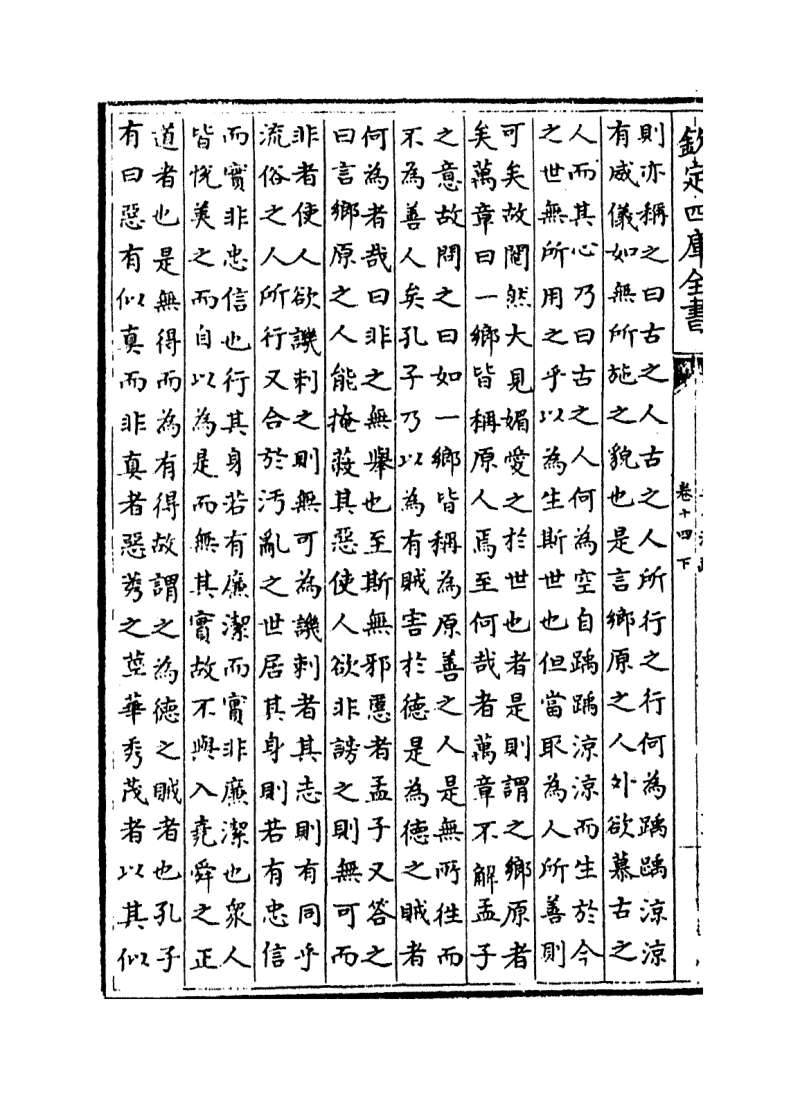 欽定四庫全書
卷十四下
則亦稱之曰古之人古之人所行之行何為踽踽涼涼
有威儀如無所施之貌也是言鄉原之人外欲慕古之
人而其心乃曰古之人何為空自踽踽涼涼而生於今
之世無所用之乎以為生斯世也但當取為人所善則
可矣故閹然大見媚愛之於世也者是則謂之鄉原者
矣萬章曰一鄉皆稱原人焉至何哉者萬章不解孟子
之意故問之曰如一鄉皆稱為原善之人是無所往而
不為善人矣孔子乃以為有賊害於德是為德之賊者
何為者哉曰非之無舉也至斯無邪慝者孟子又答之
曰言鄉原之人能掩蔽其惡使人欲非謗之則無可而
非者使人欲譏刺之則無可為譏刺者其志則有同乎
流俗之人所行又合於汚亂之世居其身則若有忠信
而實非忠信也行其身若有廉潔而實非廉潔也衆人
皆悅美之而自以為是而無其實故不與入堯舜之正
道者也是無得而為有得故謂之為德之賊者也孔子
有曰惡有似真而非真者惡莠之莖華秀茂者以其似